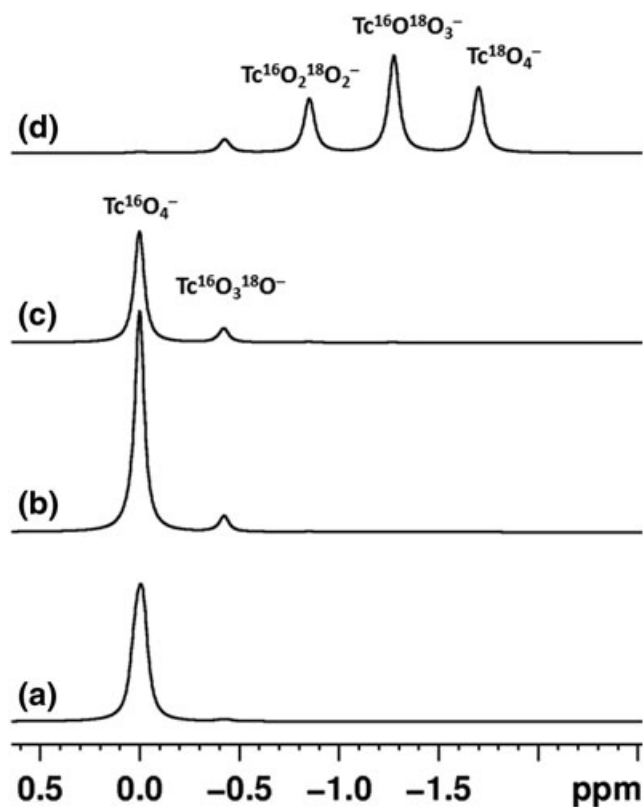 Tc¹⁶O¹⁸O₃⁻
Tc¹⁶O₂¹⁸O₂⁻ Tc¹⁸O₄⁻
(d)
Tc¹⁶O₄⁻
Tc¹⁶O₃¹⁸O⁻
(c)
(b)
(a)
0.5 0.0 −0.5 −1.0 −1.5 ppm